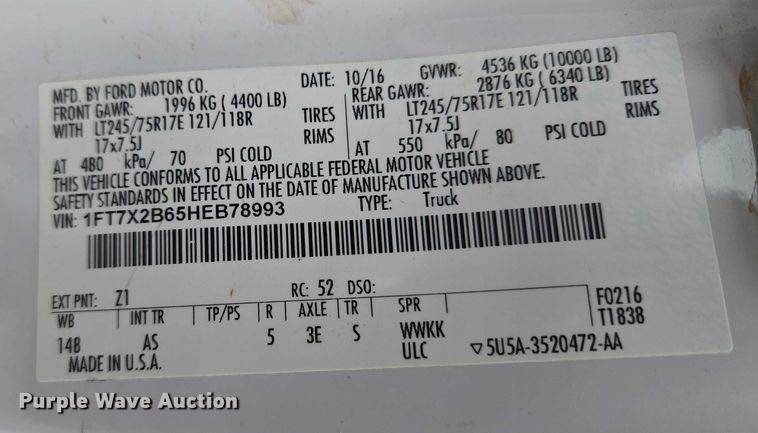 MFD. BY FORD MOTOR CO. DATE: 10/16 GVWR: 4536 KG (10000 LB)
FRONT GAWR: 1996 KG ( 4400 LB) REAR GAWR: 2876 KG ( 6340 LB)
WITH LT245/75R17E 121/118R TIRES WITH LT245/75R17E 121/118R TIRES
17x7.5J RIMS 17x7.5J RIMS
AT 480 kPa/ 70 PSI COLD AT 550 kPa/ 80 PSI COLD
THIS VEHICLE CONFORMS TO ALL APPLICABLE FEDERAL MOTOR VEHICLE
SAFETY STANDARDS IN EFFECT ON THE DATE OF MANUFACTURE SHOWN ABOVE.
VIN: 1FT7X2B65HEB78993 TYPE: Truck
EXT PNT: Z1 RC: 52 DSO:
WB INT TR TP/PS R AXLE TR SPR F0216
T1838
148 AS 5 3E S WWKK
ULC ▽5U5A-3520472-AA
MADE IN U.S.A.
Purple Wave Auction